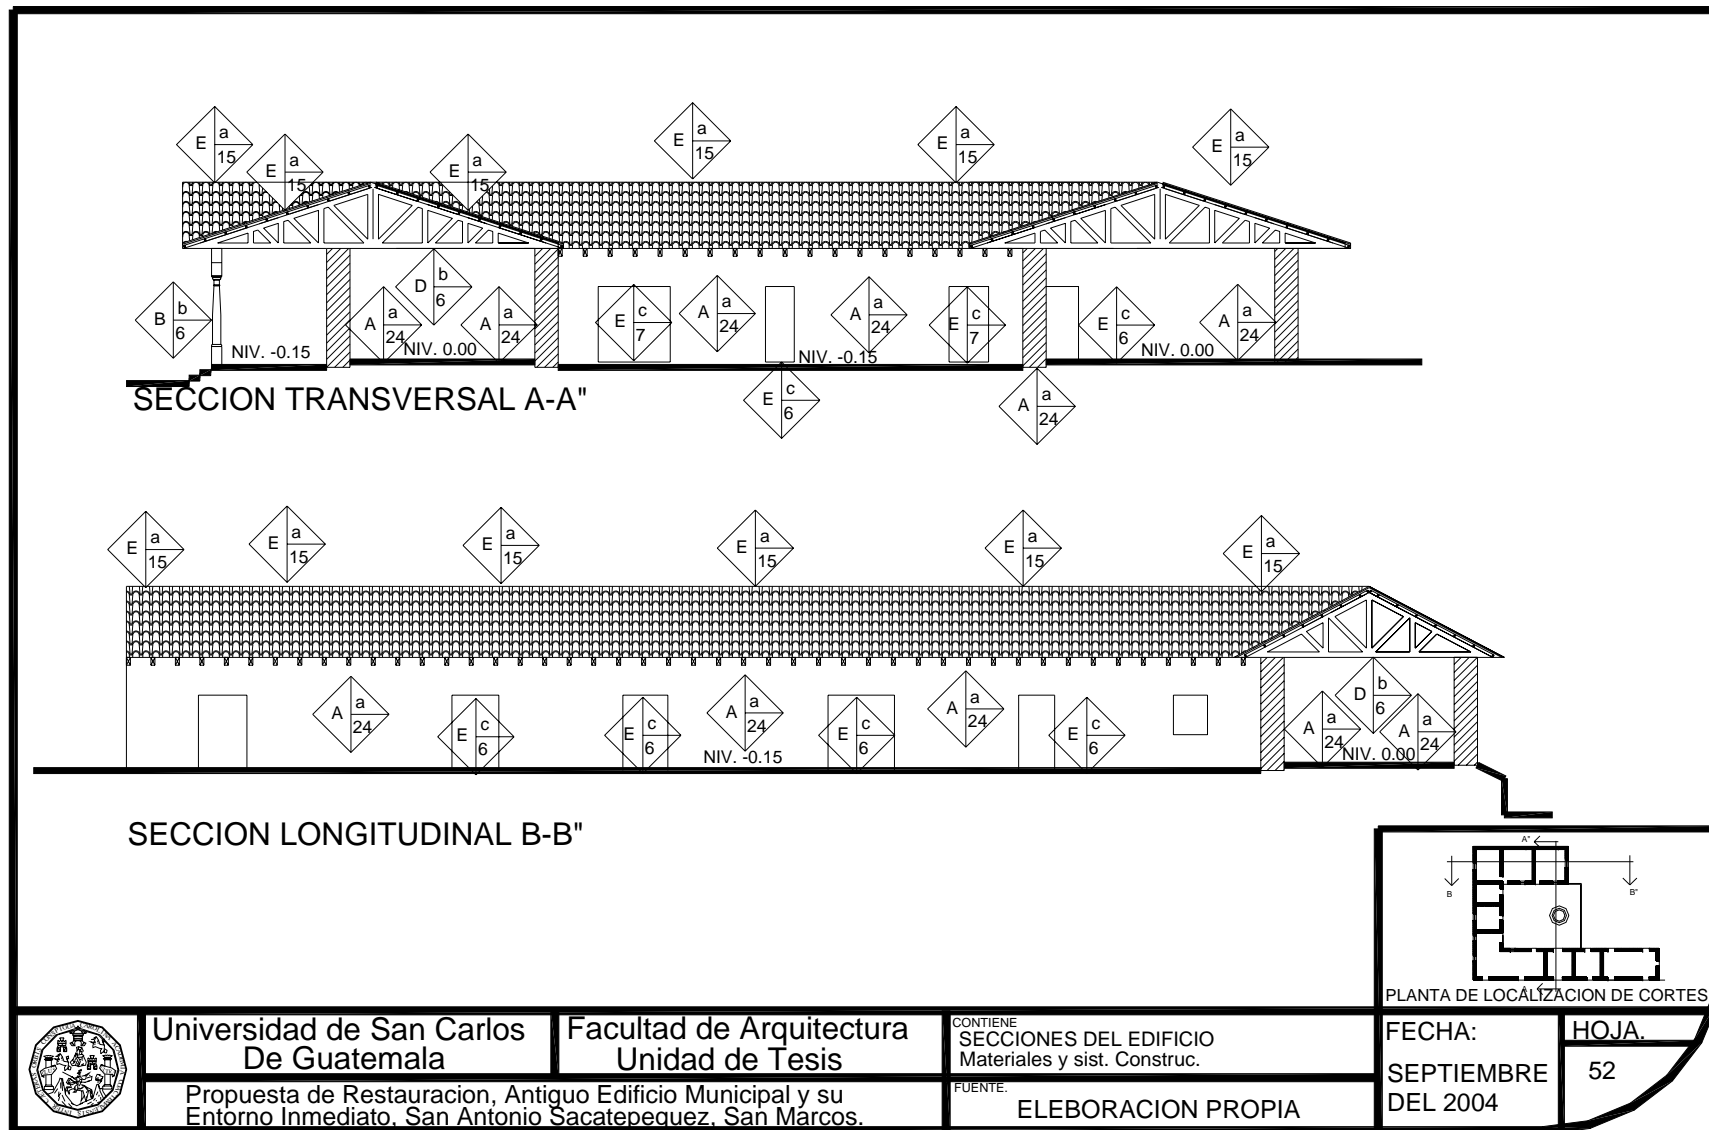 E a 15
E a 15
E a 15
E a 15
E a 15
E a 15
B b 6
NIV. -0.15
A a 24
D b 6
NIV. 0.00
A a 24
E c 7
A a 24
NIV. -0.15
A a 24
E c 7
E c 6
NIV. 0.00
A a 24
SECCION TRANSVERSAL A-A"
E c 6
A a 24
E a 15
E a 15
E a 15
E a 15
E a 15
E a 15
A a 24
E c 6
E c 6
A a 24
NIV. -0.15
E c 6
A a 24
E c 6
D b 6
A a 24
NIV. 0.00
A a 24
SECCION LONGITUDINAL B-B"
A"
B
B"
A
PLANTA DE LOCALIZACION DE CORTES
Universidad de San Carlos
De Guatemala
Facultad de Arquitectura
Unidad de Tesis
CONTIENE
SECCIONES DEL EDIFICIO
Materiales y sist. Construc.
FECHA:
SEPTIEMBRE
DEL 2004
HOJA.
52
Propuesta de Restauracion, Antiguo Edificio Municipal y su
Entorno Inmediato, San Antonio Sacatepequez, San Marcos.
FUENTE.
ELEBORACION PROPIA